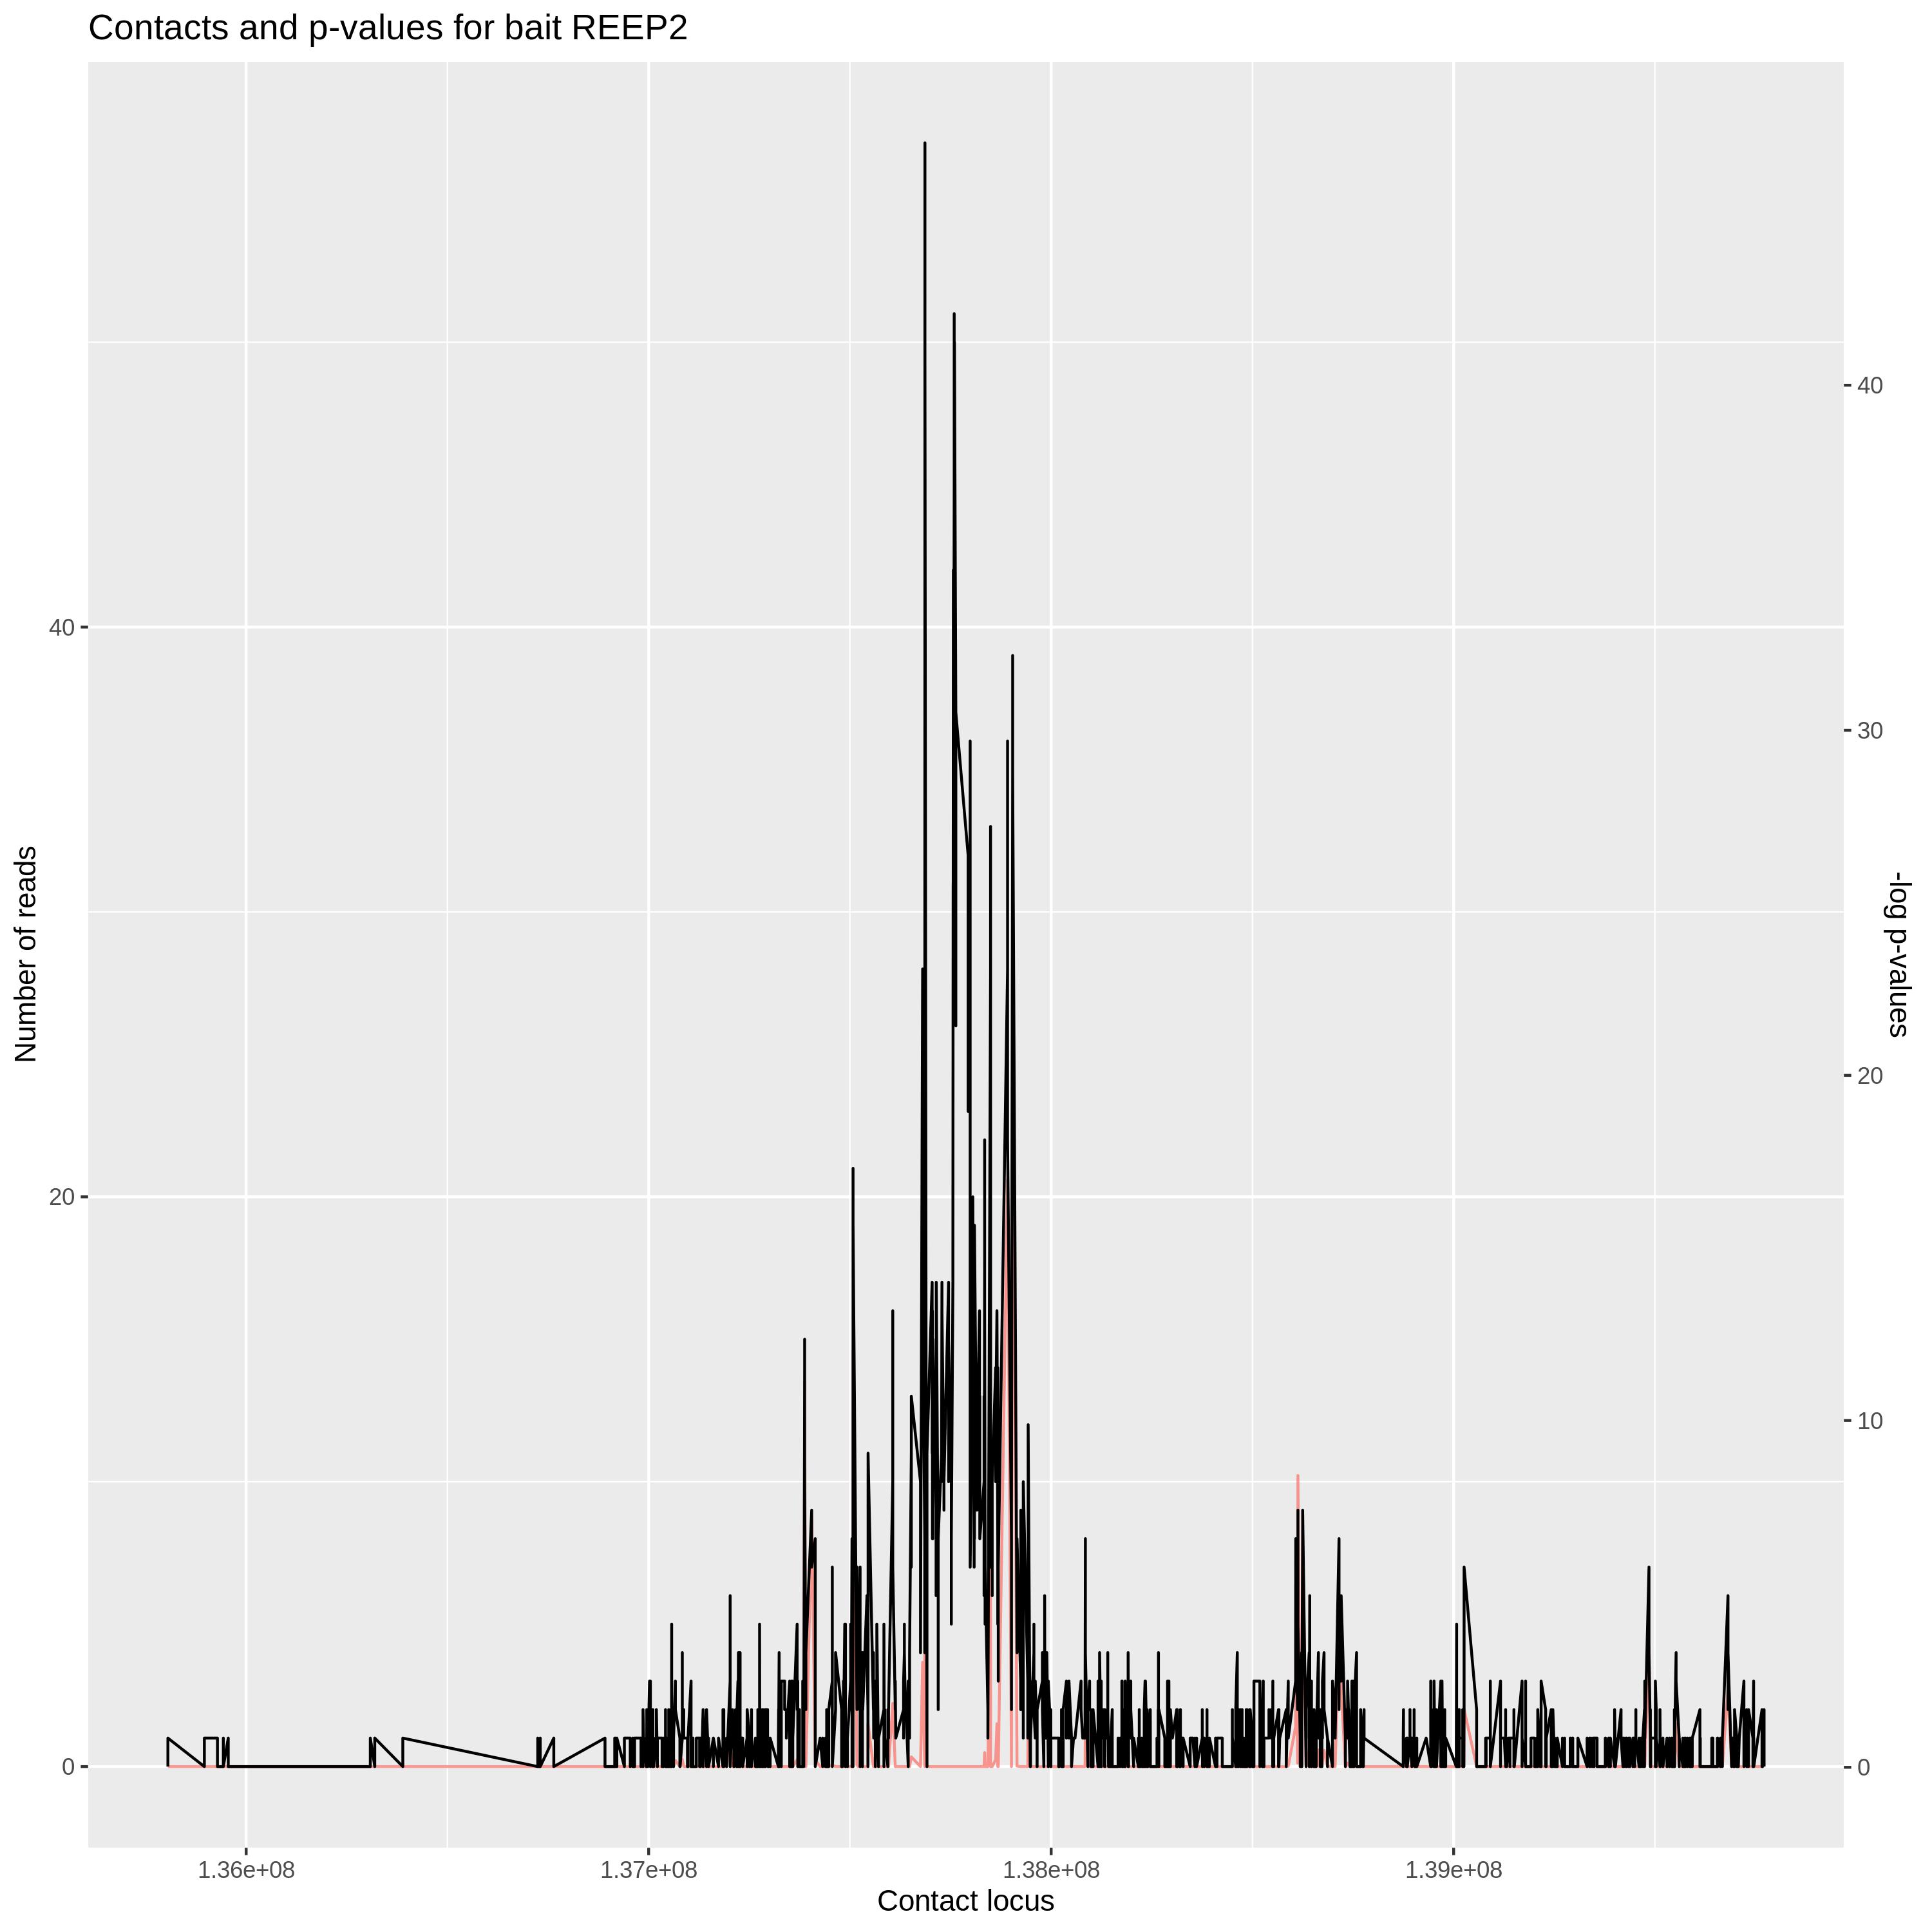 Contacts and p-values for bait REEP2
Number of reads
40
20
0
40
30
20
10
0
-log p-values
1.36e+08
1.37e+08
1.38e+08
1.39e+08
Contact locus